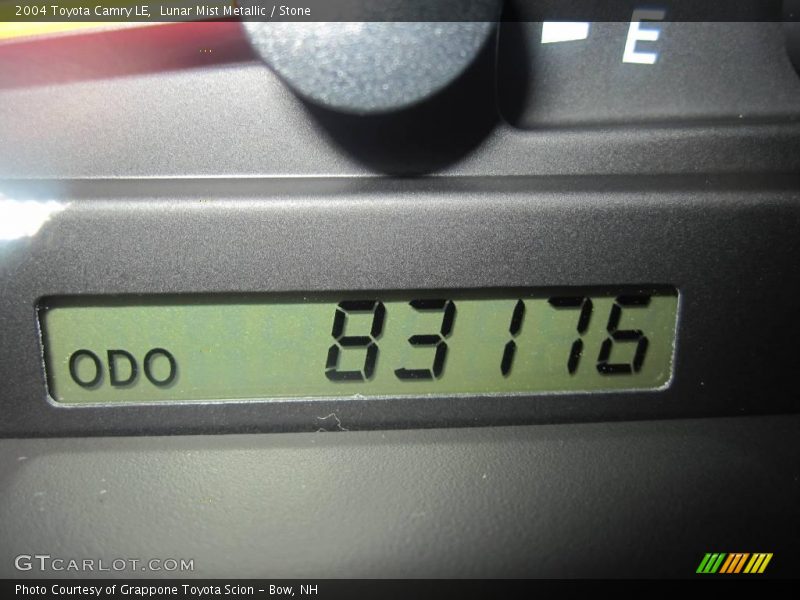 2004 Toyota Camry LE,  Lunar Mist Metallic / Stone
E
ODO 83176
GTCARLOT.COM
Photo Courtesy of Grappone Toyota Scion - Bow, NH